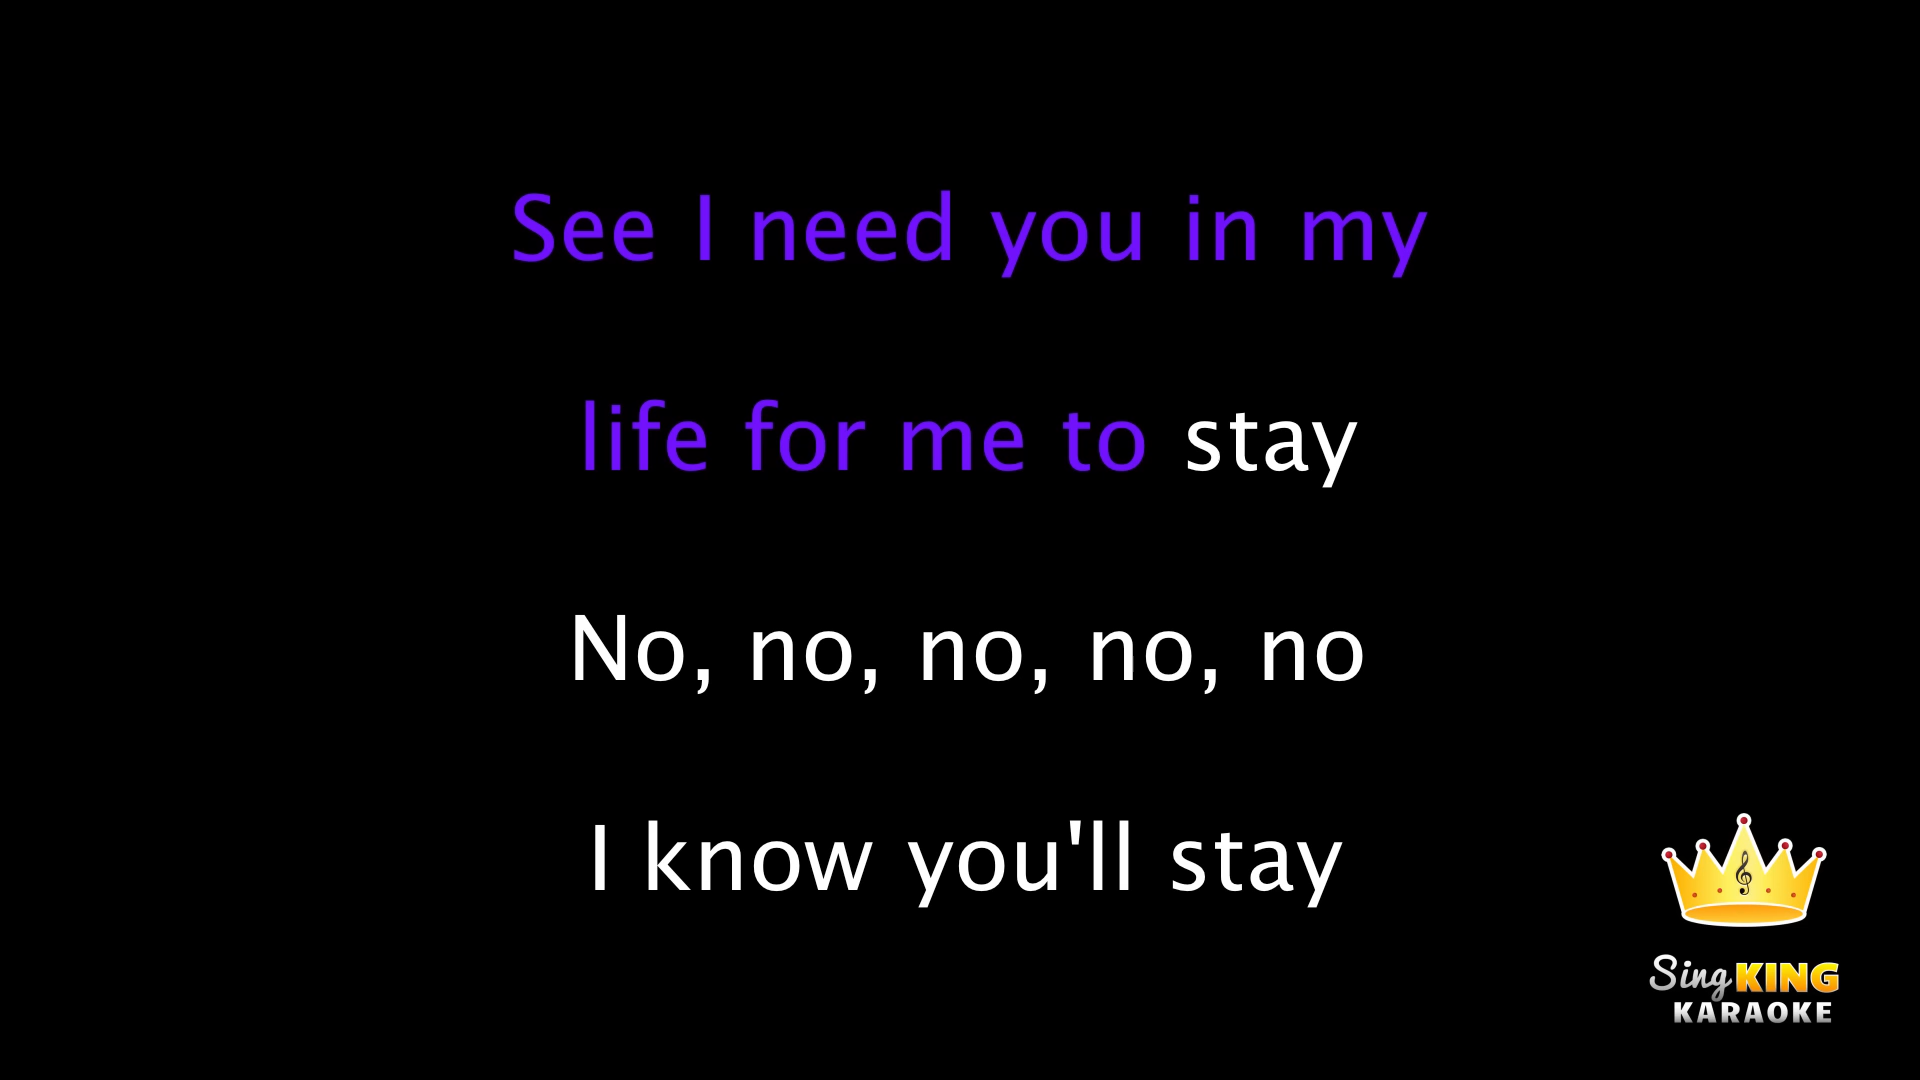 See I need you in my
life for me to stay
No, no, no, no, no
I know you'll stay
Sing KING
KARAOKE